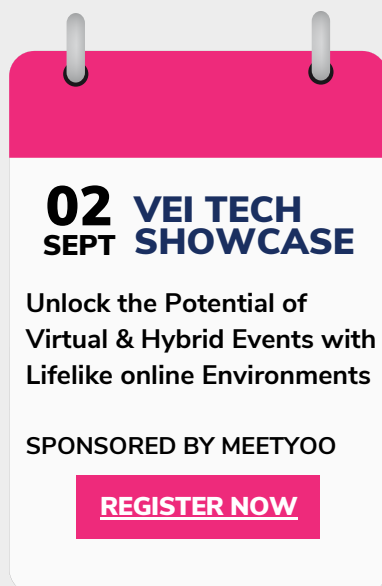 02
SEPT
VEI TECH
SHOWCASE
Unlock the Potential of
Virtual & Hybrid Events with
Lifelike online Environments
SPONSORED BY MEETYOO
REGISTER NOW